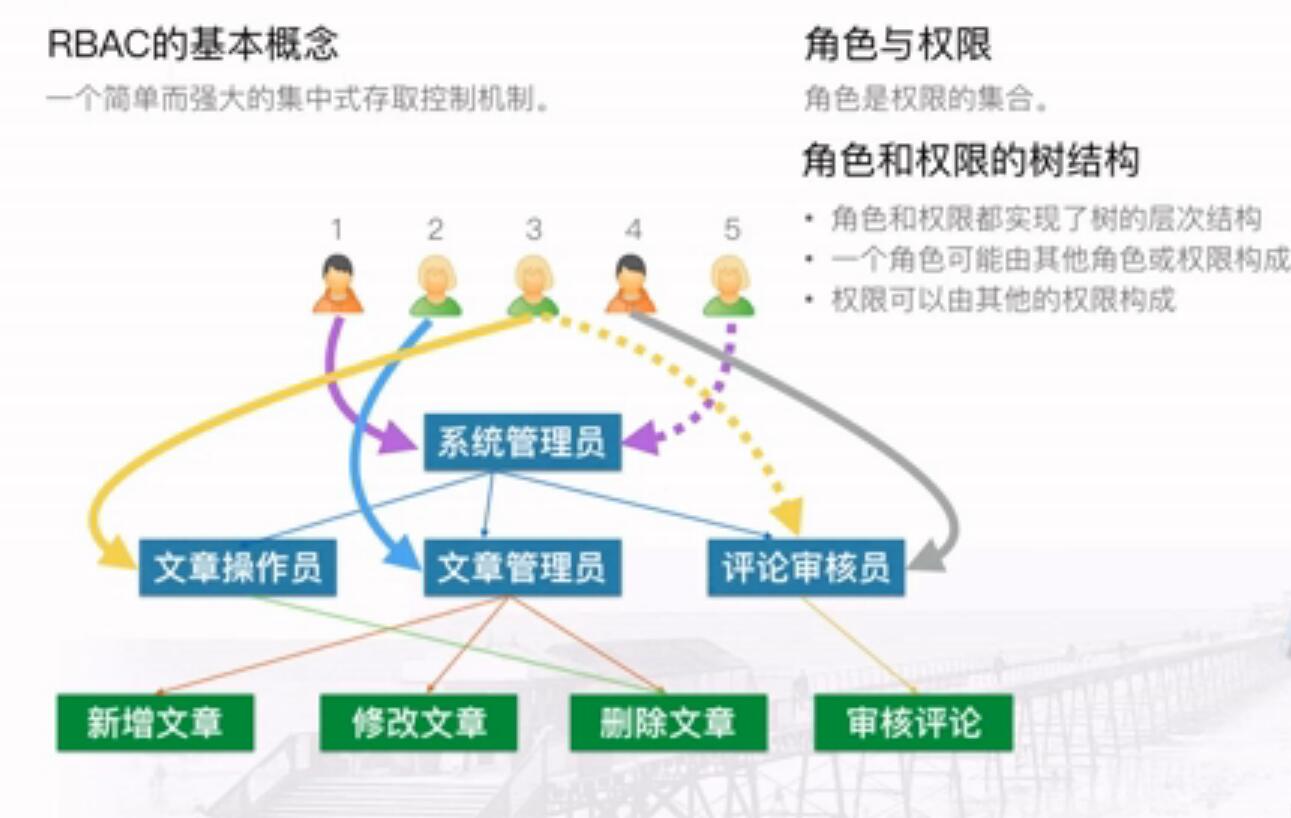 RBAC的基本概念
一个简单而强大的集中式存取控制机制。
角色与权限
角色是权限的集合。
角色和权限的树结构
• 角色和权限都实现了树的层次结构
• 一个角色可能由其他角色或权限构成
• 权限可以由其他的权限构成
1 2 3 4 5
系统管理员
文章操作员 文章管理员 评论审核员
新增文章 修改文章 删除文章 审核评论